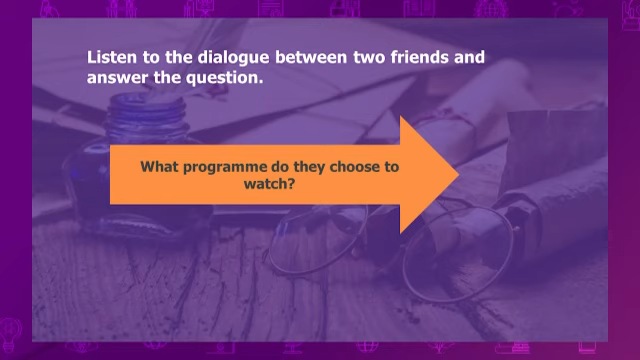 Listen to the dialogue between two friends and
answer the question.
What programme do they choose to
watch?